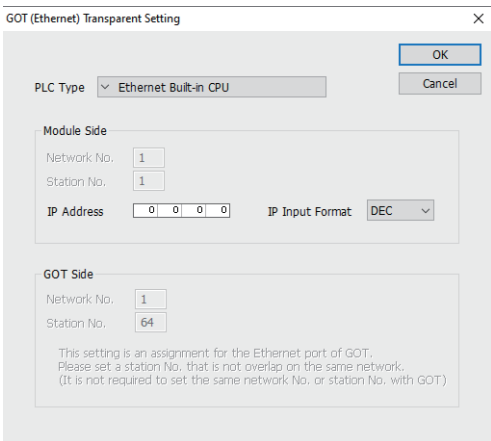 GOT (Ethernet) Transparent Setting
OK
PLC Type Ethernet Built-in CPU Cancel
Module Side
Network No. 1
Station No. 1
IP Address 0 0 0 0 IP Input Format DEC
GOT Side
Network No. 1
Station No. 64
This setting is an assignment for the Ethernet port of GOT.
Please set a station No. that is not overlap on the same network.
(It is not required to set the same network No. or station No. with GOT)